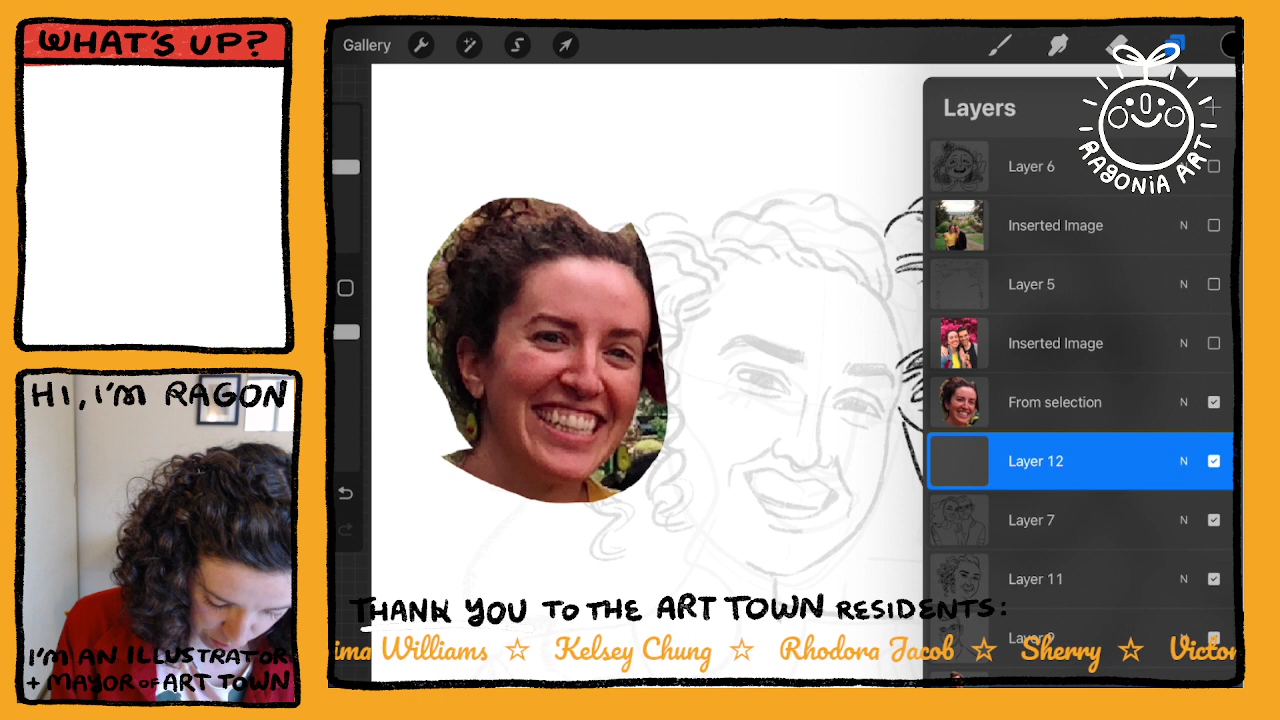 WHAT'S UP?
HI, I'M RAGON
I'M AN ILLUSTRATOR
+ MAYOR OF ART TOWN
Gallery
Layers
RAGONIA ART
Layer 6
Inserted Image N
Layer 5 N
Inserted Image N
From selection N
Layer 12 N
Layer 7 N
Layer 11 N
THANK YOU TO THE ART TOWN RESIDENTS:
Williams ☆ Kelsey Chung ☆ Rhodora Jacob ☆ Sherry ☆ Victor